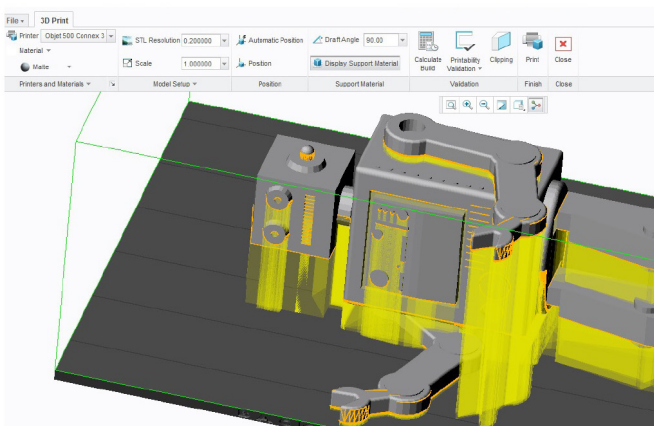 File
3D Print
Printer Objet 500 Connex 3
Material
Matte
STL Resolution 0.200000
Scale 1.000000
Automatic Position
Position
Draft Angle 90.00
Display Support Material
Calculate Build
Printability Validation
Clipping
Print
Close
Printers and Materials
Model Setup
Position
Support Material
Validation
Finish
Close